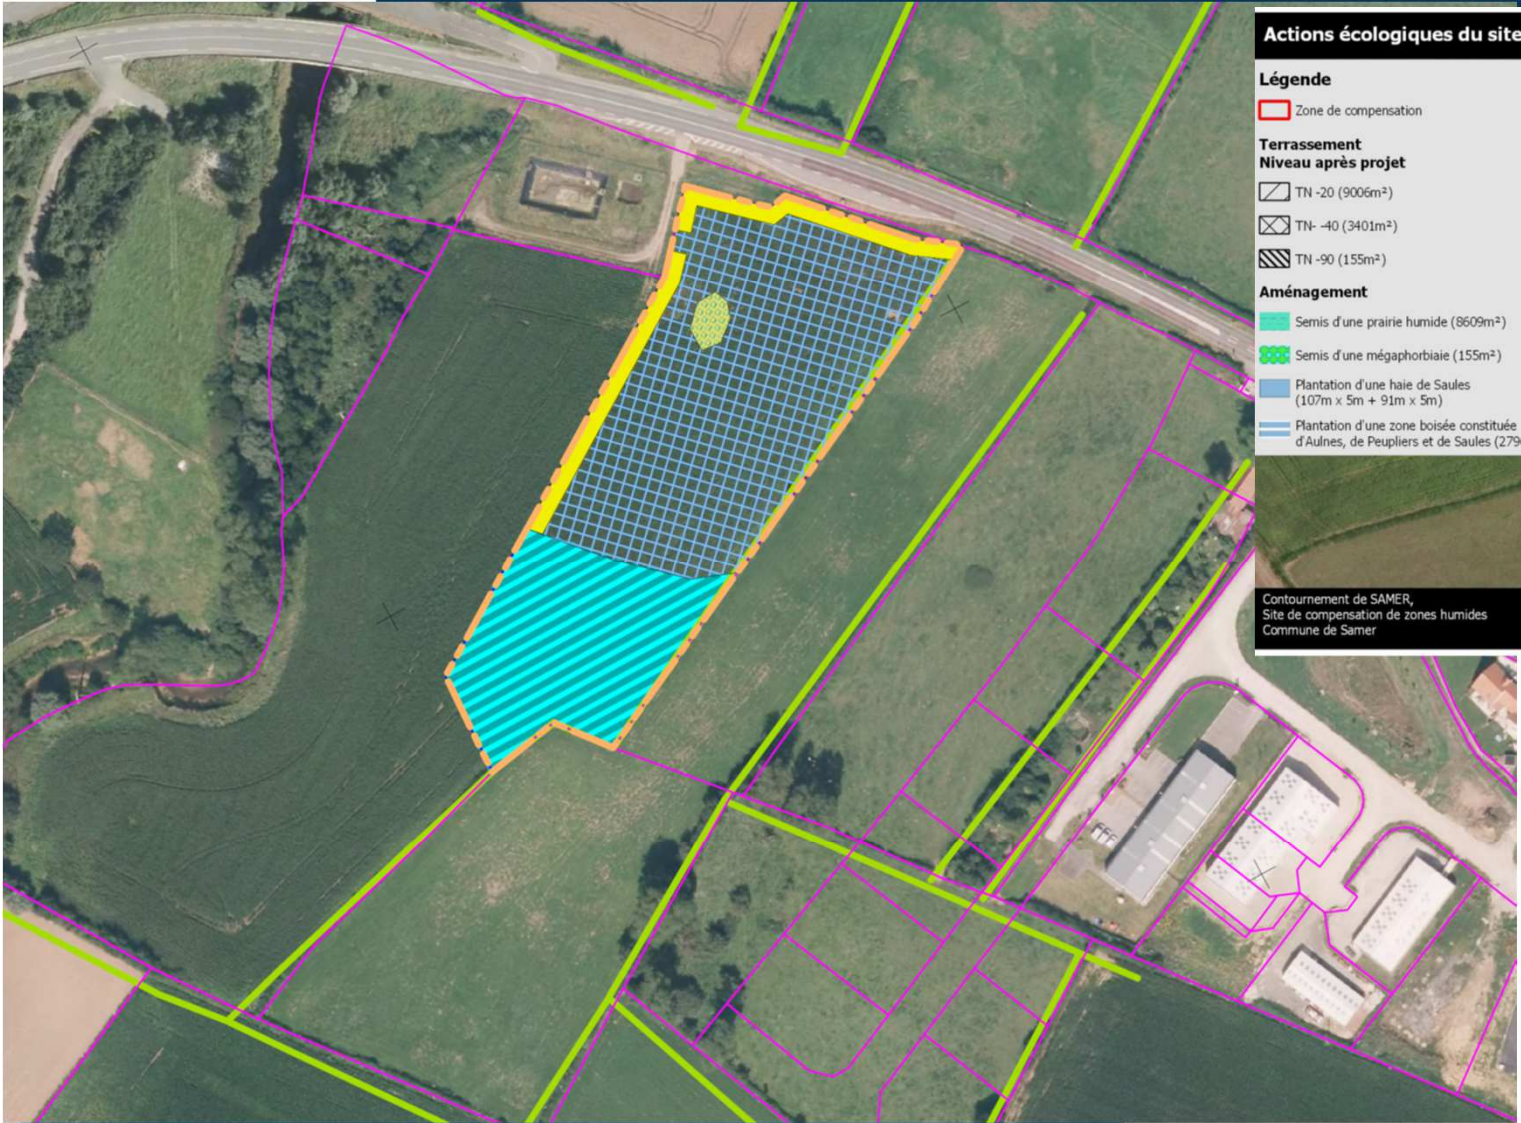 Actions écologiques du site
Légende
Zone de compensation
Terrassement
Niveau après projet
TN -20 (9006m²)
TN- -40 (3401m²)
TN -90 (155m²)
Aménagement
Semis d'une prairie humide (8609m²)
Semis d'une mégaphorbiaie (155m²)
Plantation d'une haie de Saules
(107m x 5m + 91m x 5m)
Plantation d'une zone boisée constituée
d'Aulnes, de Peupliers et de Saules (279
Contournement de SAMER,
Site de compensation de zones humides
Commune de Samer